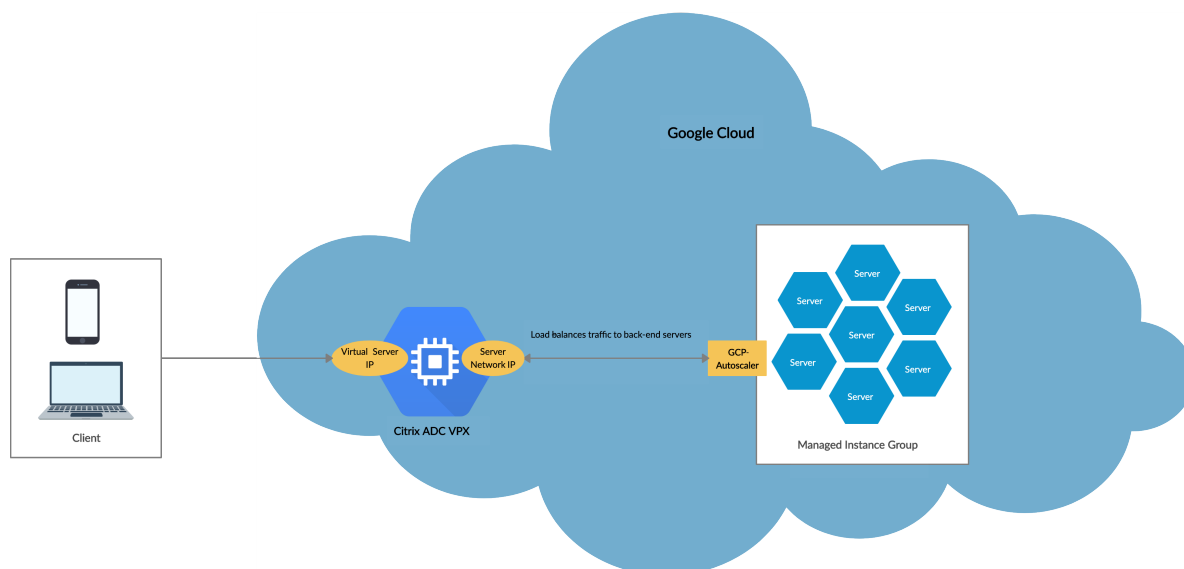 Google Cloud
Client
Virtual Server
IP
Server
Network IP
Citrix ADC VPX
Load balances traffic to back-end servers
GCP-
Autoscaler
Server
Server
Server
Server
Server
Server
Server
Managed Instance Group